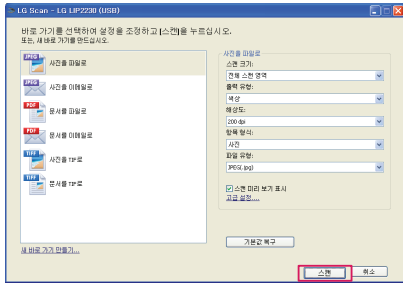 LG Scan - LG LIP2230 (USB)
바로 가기를 선택하여 설정을 조정하고 [스캔]을 누르십시오.
또는, 새 바로 가기를 만드십시오.
JPEG 사진을 파일로
JPEG 사진을 이메일로
PDF 문서를 파일로
PDF 문서를 이메일로
TIFF 사진을 TIF로
TIFF 문서를 TIF로
새 바로 가기 만들기...
사진을 파일로
스캔 크기:
전체 스캔 영역
출력 유형:
색상
해상도:
200 dpi
항목 형식:
사진
파일 유형:
JPEG(.jpg)
스캔 미리 보기 표시
고급 설정....
기본값 복구
스캔
취소